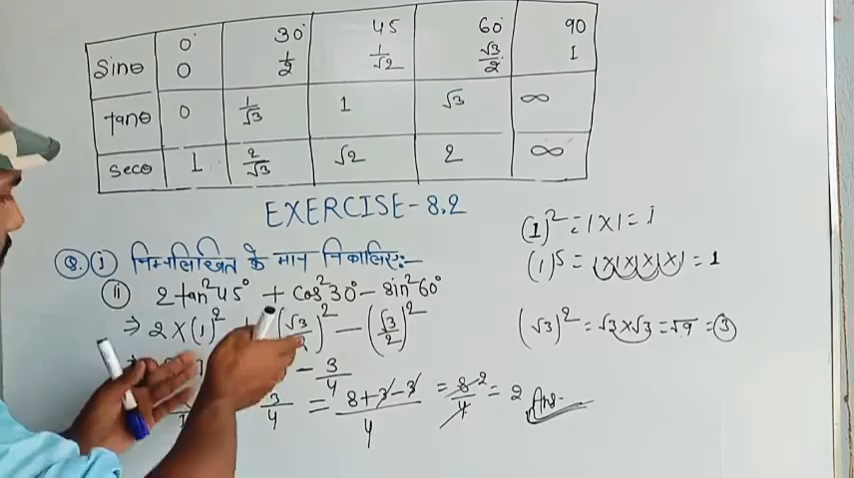 Sinθ 0° 0 30° 1/2 45 1/√2 60° √3/2 90 1
tanθ 0 1/√3 1 √3 ∞
secθ 1 2/√3 √2 2 ∞
EXERCISE-8.2
Q.(1) निम्नलिखित के मान निकालिए:-
(ii) 2tan²45° + cos²30° - sin²60°
⇒ 2×(1)² (√3/2)² - (√3/2)²
- 3/4
3/4 = 8+3-3/4 = 8/4 = 2 Ans.
(1)² = 1×1 = 1
(1)⁵ = 1×1×1×1×1 = 1
(√3)² = √3×√3 = √9 = 3